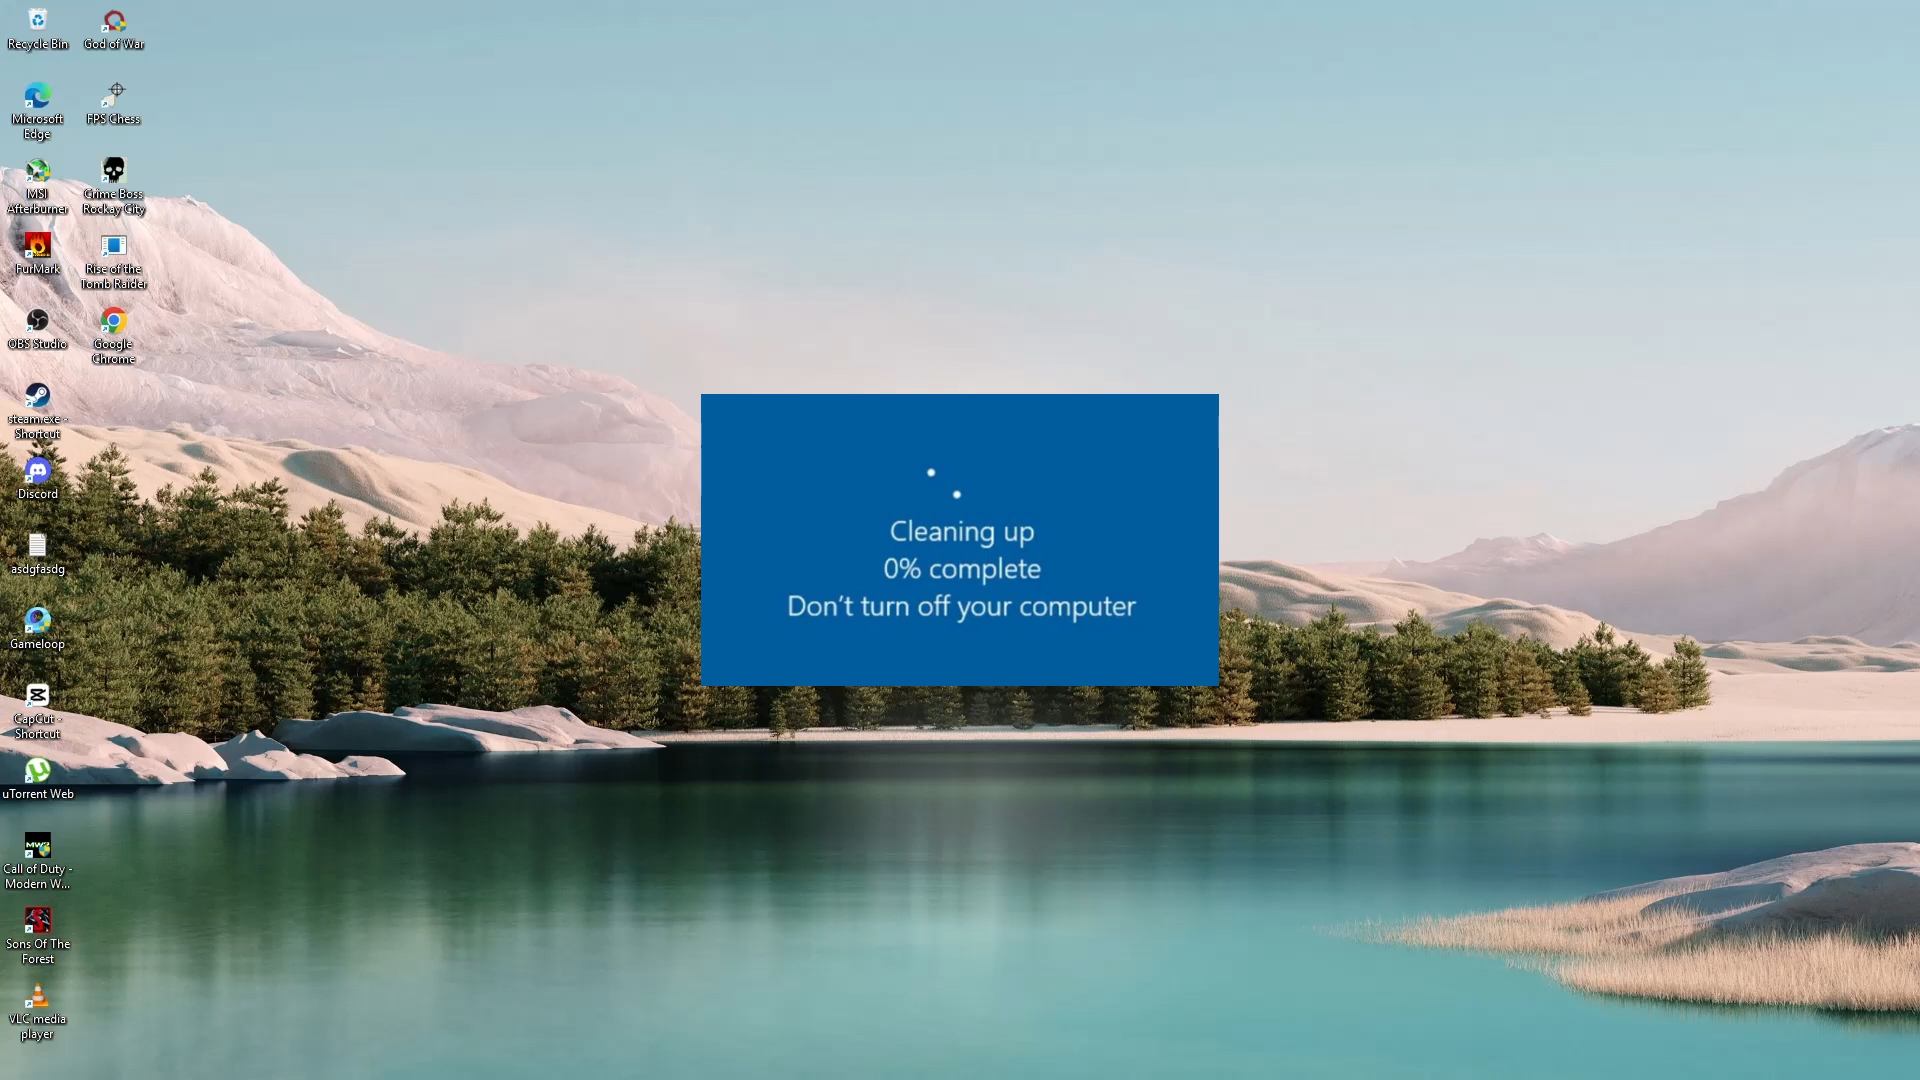 Recycle Bin
God of War
Microsoft
Edge
FPS Chess
MSI
Afterburner
Crime Boss
Rockay City
FurMark
Rise of the
Tomb Raider
OBS Studio
Google
Chrome
steam.exe -
Shortcut
Discord
asdgfasdg
Gameloop
CapCut -
Shortcut
uTorrent Web
MW2
Call of Duty -
Modern W...
Sons Of The
Forest
VLC media
player
Cleaning up
0% complete
Don't turn off your computer